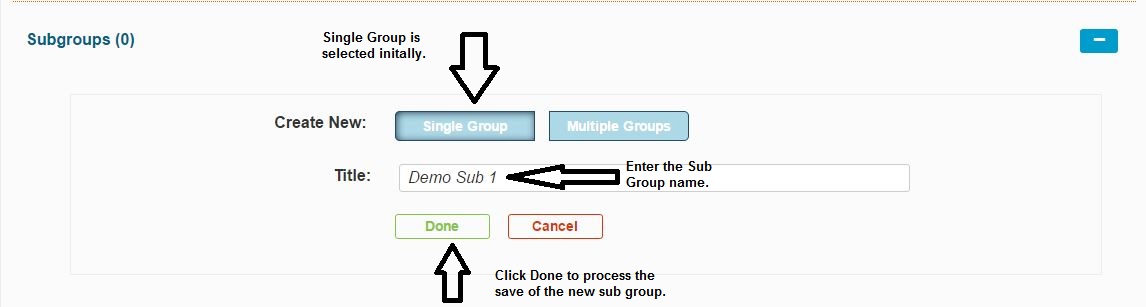 Subgroups (0)
Single Group is
selected initally.
Create New:
Single Group
Multiple Groups
Title:
Demo Sub 1
Enter the Sub
Group name.
Done
Cancel
Click Done to process the
save of the new sub group.